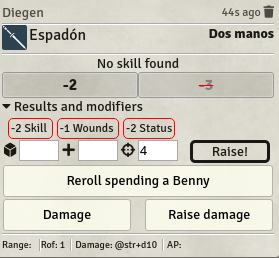 Diegen 44s ago
Espadón Dos manos
No skill found
-2 -3
Results and modifiers
-2 Skill -1 Wounds -2 Status
4 Raise!
Reroll spending a Benny
Damage Raise damage
Range: Rof: 1 Damage: @str+d10 AP: